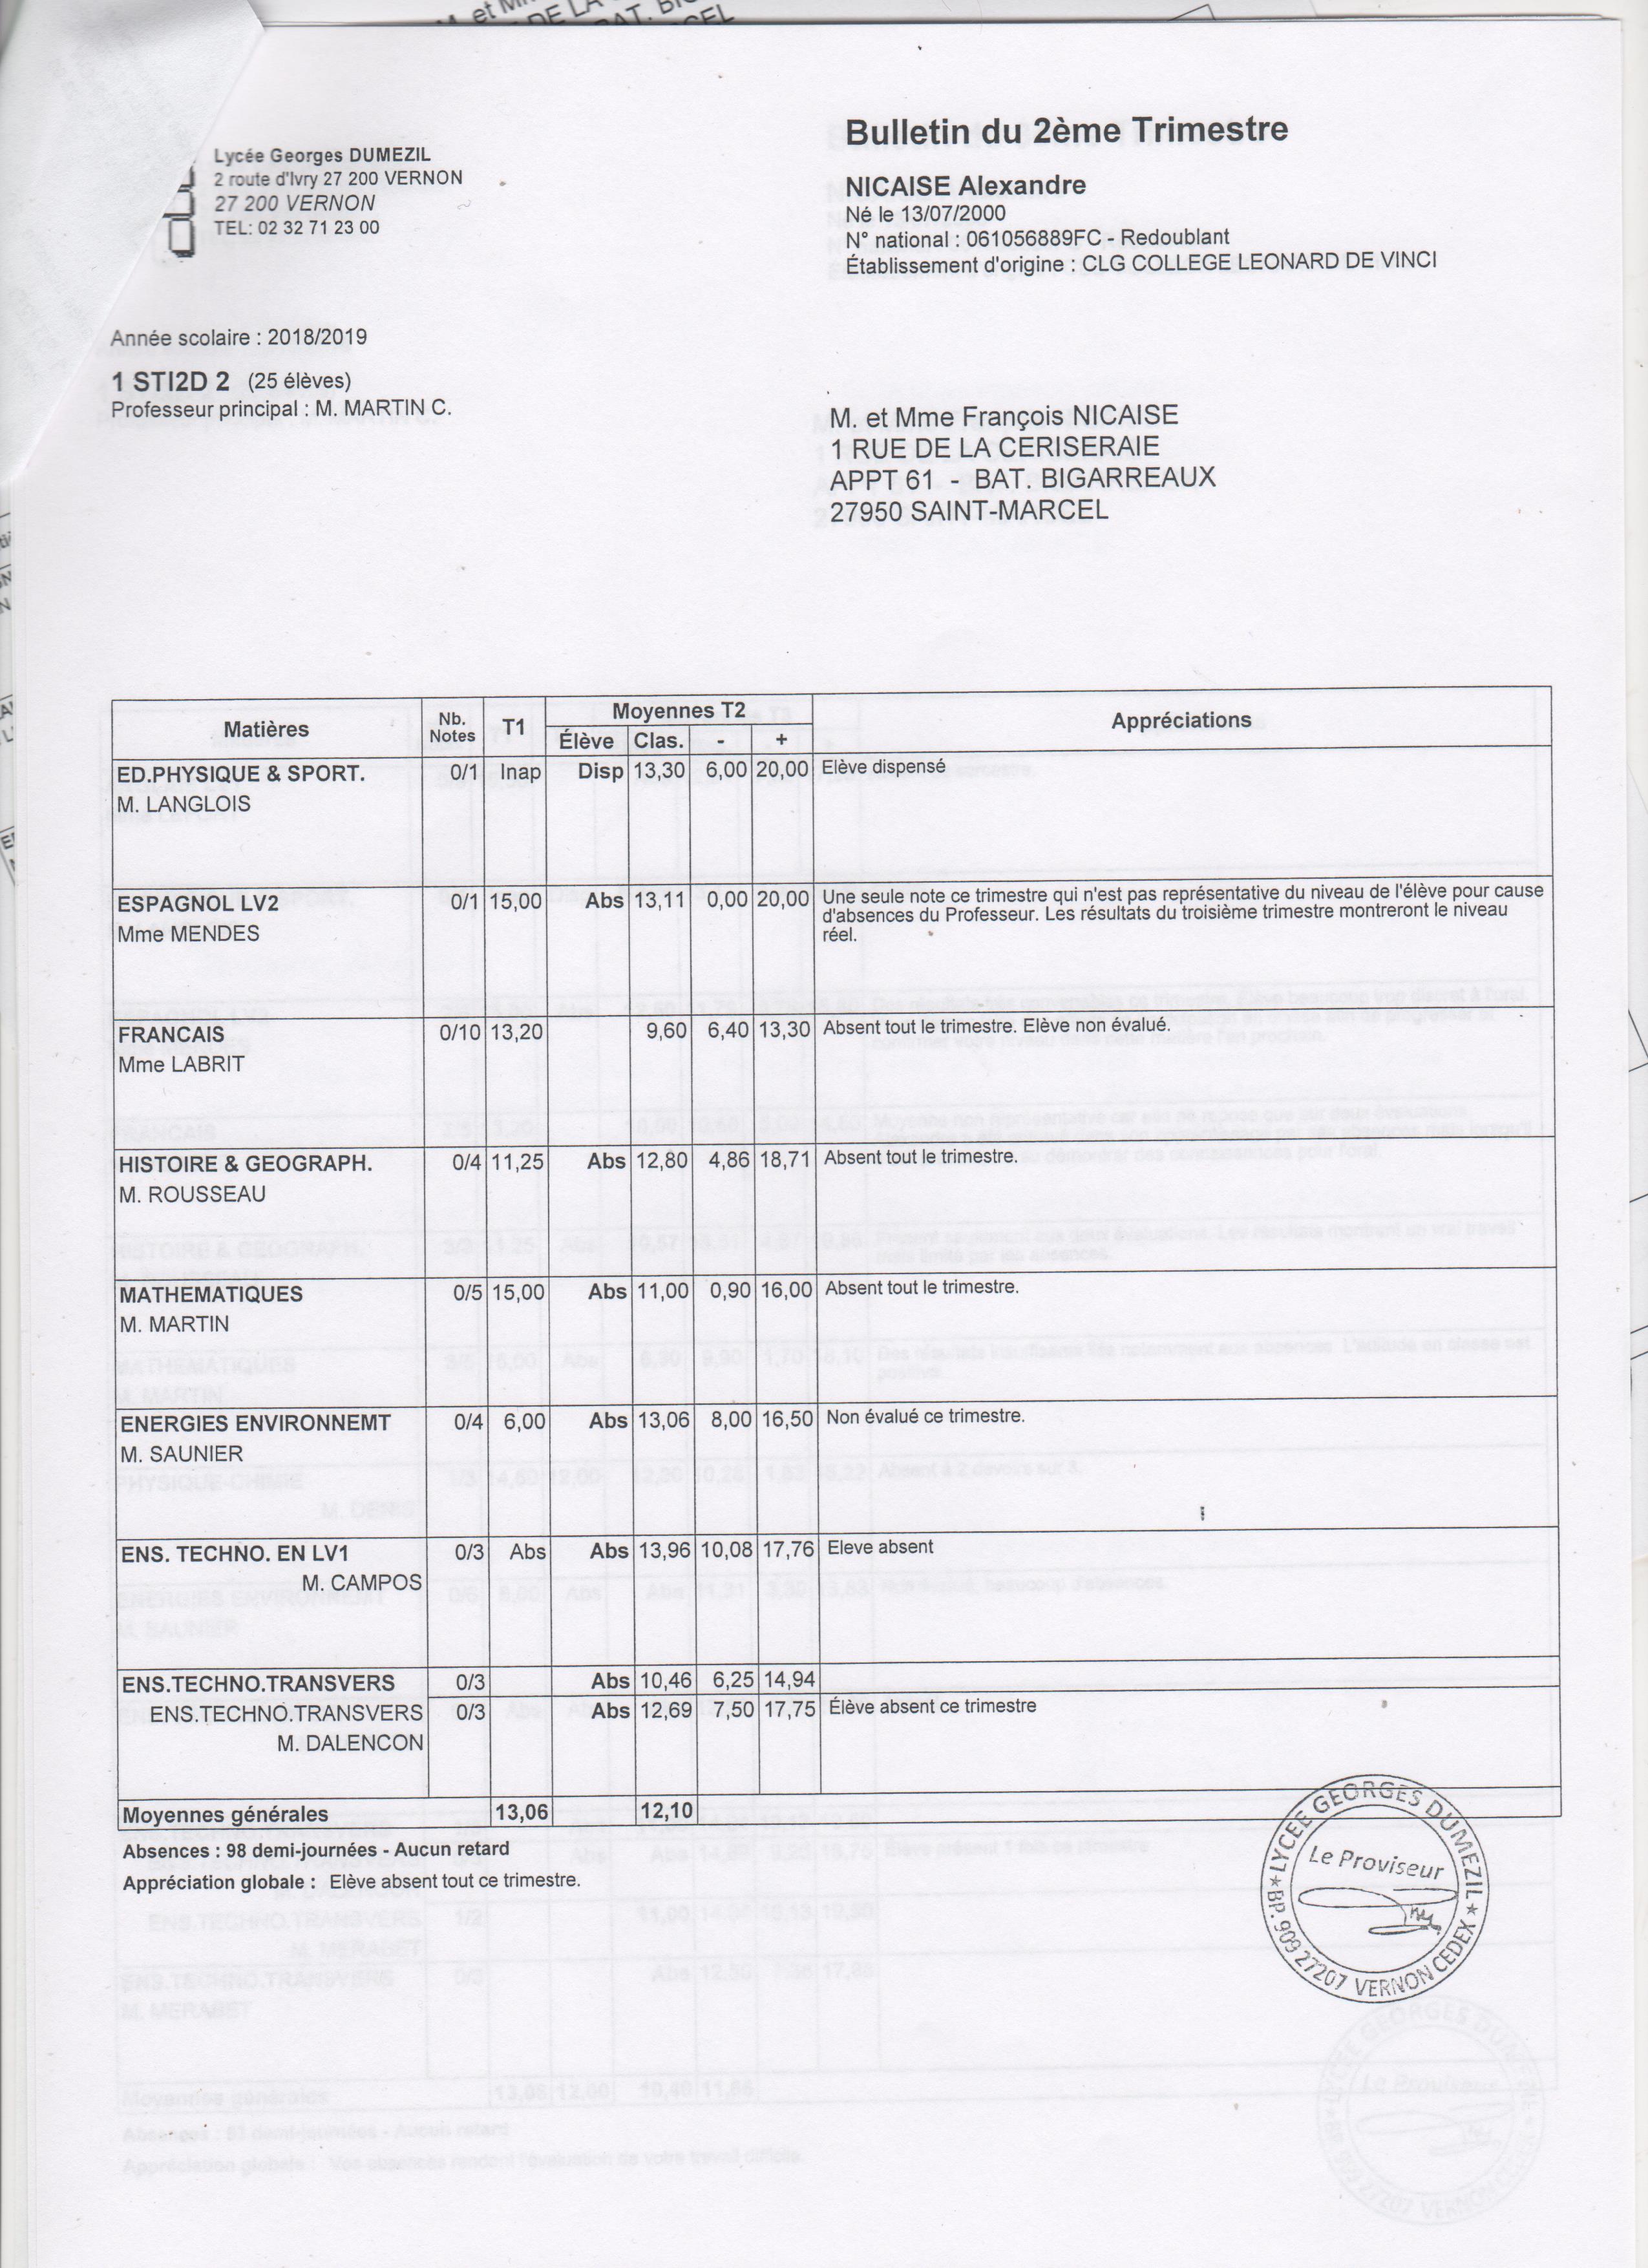 M. et Mme
DE LA
BAT. BIG
CEL
Lycée Georges DUMEZIL
2 route d'Ivry 27 200 VERNON
27 200 VERNON
TEL: 02 32 71 23 00
Bulletin du 2ème Trimestre
NICAISE Alexandre
Né le 13/07/2000
N° national : 061056889FC - Redoublant
Établissement d'origine : CLG COLLEGE LEONARD DE VINCI
Année scolaire : 2018/2019
1 STI2D 2 (25 élèves)
Professeur principal : M. MARTIN C.
M. et Mme François NICAISE
1 RUE DE LA CERISERAIE
APPT 61 - BAT. BIGARREAUX
27950 SAINT-MARCEL
Matières Nb. Notes T1 Moyennes T2 Appréciations
Élève Clas. - +
ED.PHYSIQUE & SPORT. 0/1 Inap Disp 13,30 6,00 20,00 Elève dispensé
M. LANGLOIS
ESPAGNOL LV2 0/1 15,00 Abs 13,11 0,00 20,00 Une seule note ce trimestre qui n'est pas représentative du niveau de l'élève pour cause
d'absences du Professeur. Les résultats du troisième trimestre montreront le niveau
réel.
Mme MENDES
FRANCAIS 0/10 13,20 9,60 6,40 13,30 Absent tout le trimestre. Elève non évalué.
Mme LABRIT
HISTOIRE & GEOGRAPH. 0/4 11,25 Abs 12,80 4,86 18,71 Absent tout le trimestre.
M. ROUSSEAU
MATHEMATIQUES 0/5 15,00 Abs 11,00 0,90 16,00 Absent tout le trimestre.
M. MARTIN
ENERGIES ENVIRONNEMT 0/4 6,00 Abs 13,06 8,00 16,50 Non évalué ce trimestre.
M. SAUNIER
ENS. TECHNO. EN LV1 0/3 Abs Abs 13,96 10,08 17,76 Eleve absent
M. CAMPOS
ENS.TECHNO.TRANSVERS 0/3 Abs 10,46 6,25 14,94
ENS.TECHNO.TRANSVERS 0/3 Abs 12,69 7,50 17,75 Élève absent ce trimestre
M. DALENCON
Moyennes générales 13,06 12,10
Absences : 98 demi-journées - Aucun retard
Appréciation globale : Elève absent tout ce trimestre.
LYCEE GEORGES DUMEZIL
Le Proviseur
BP. 909 27207 VERNON CEDEX